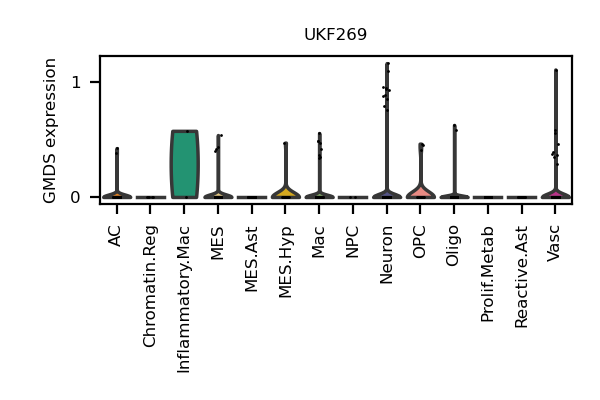 UKF269
GMDS expression
1
0
AC
Chromatin.Reg
Inflammatory.Mac
MES
MES.Ast
MES.Hyp
Mac
NPC
Neuron
OPC
Oligo
Prolif.Metab
Reactive.Ast
Vasc